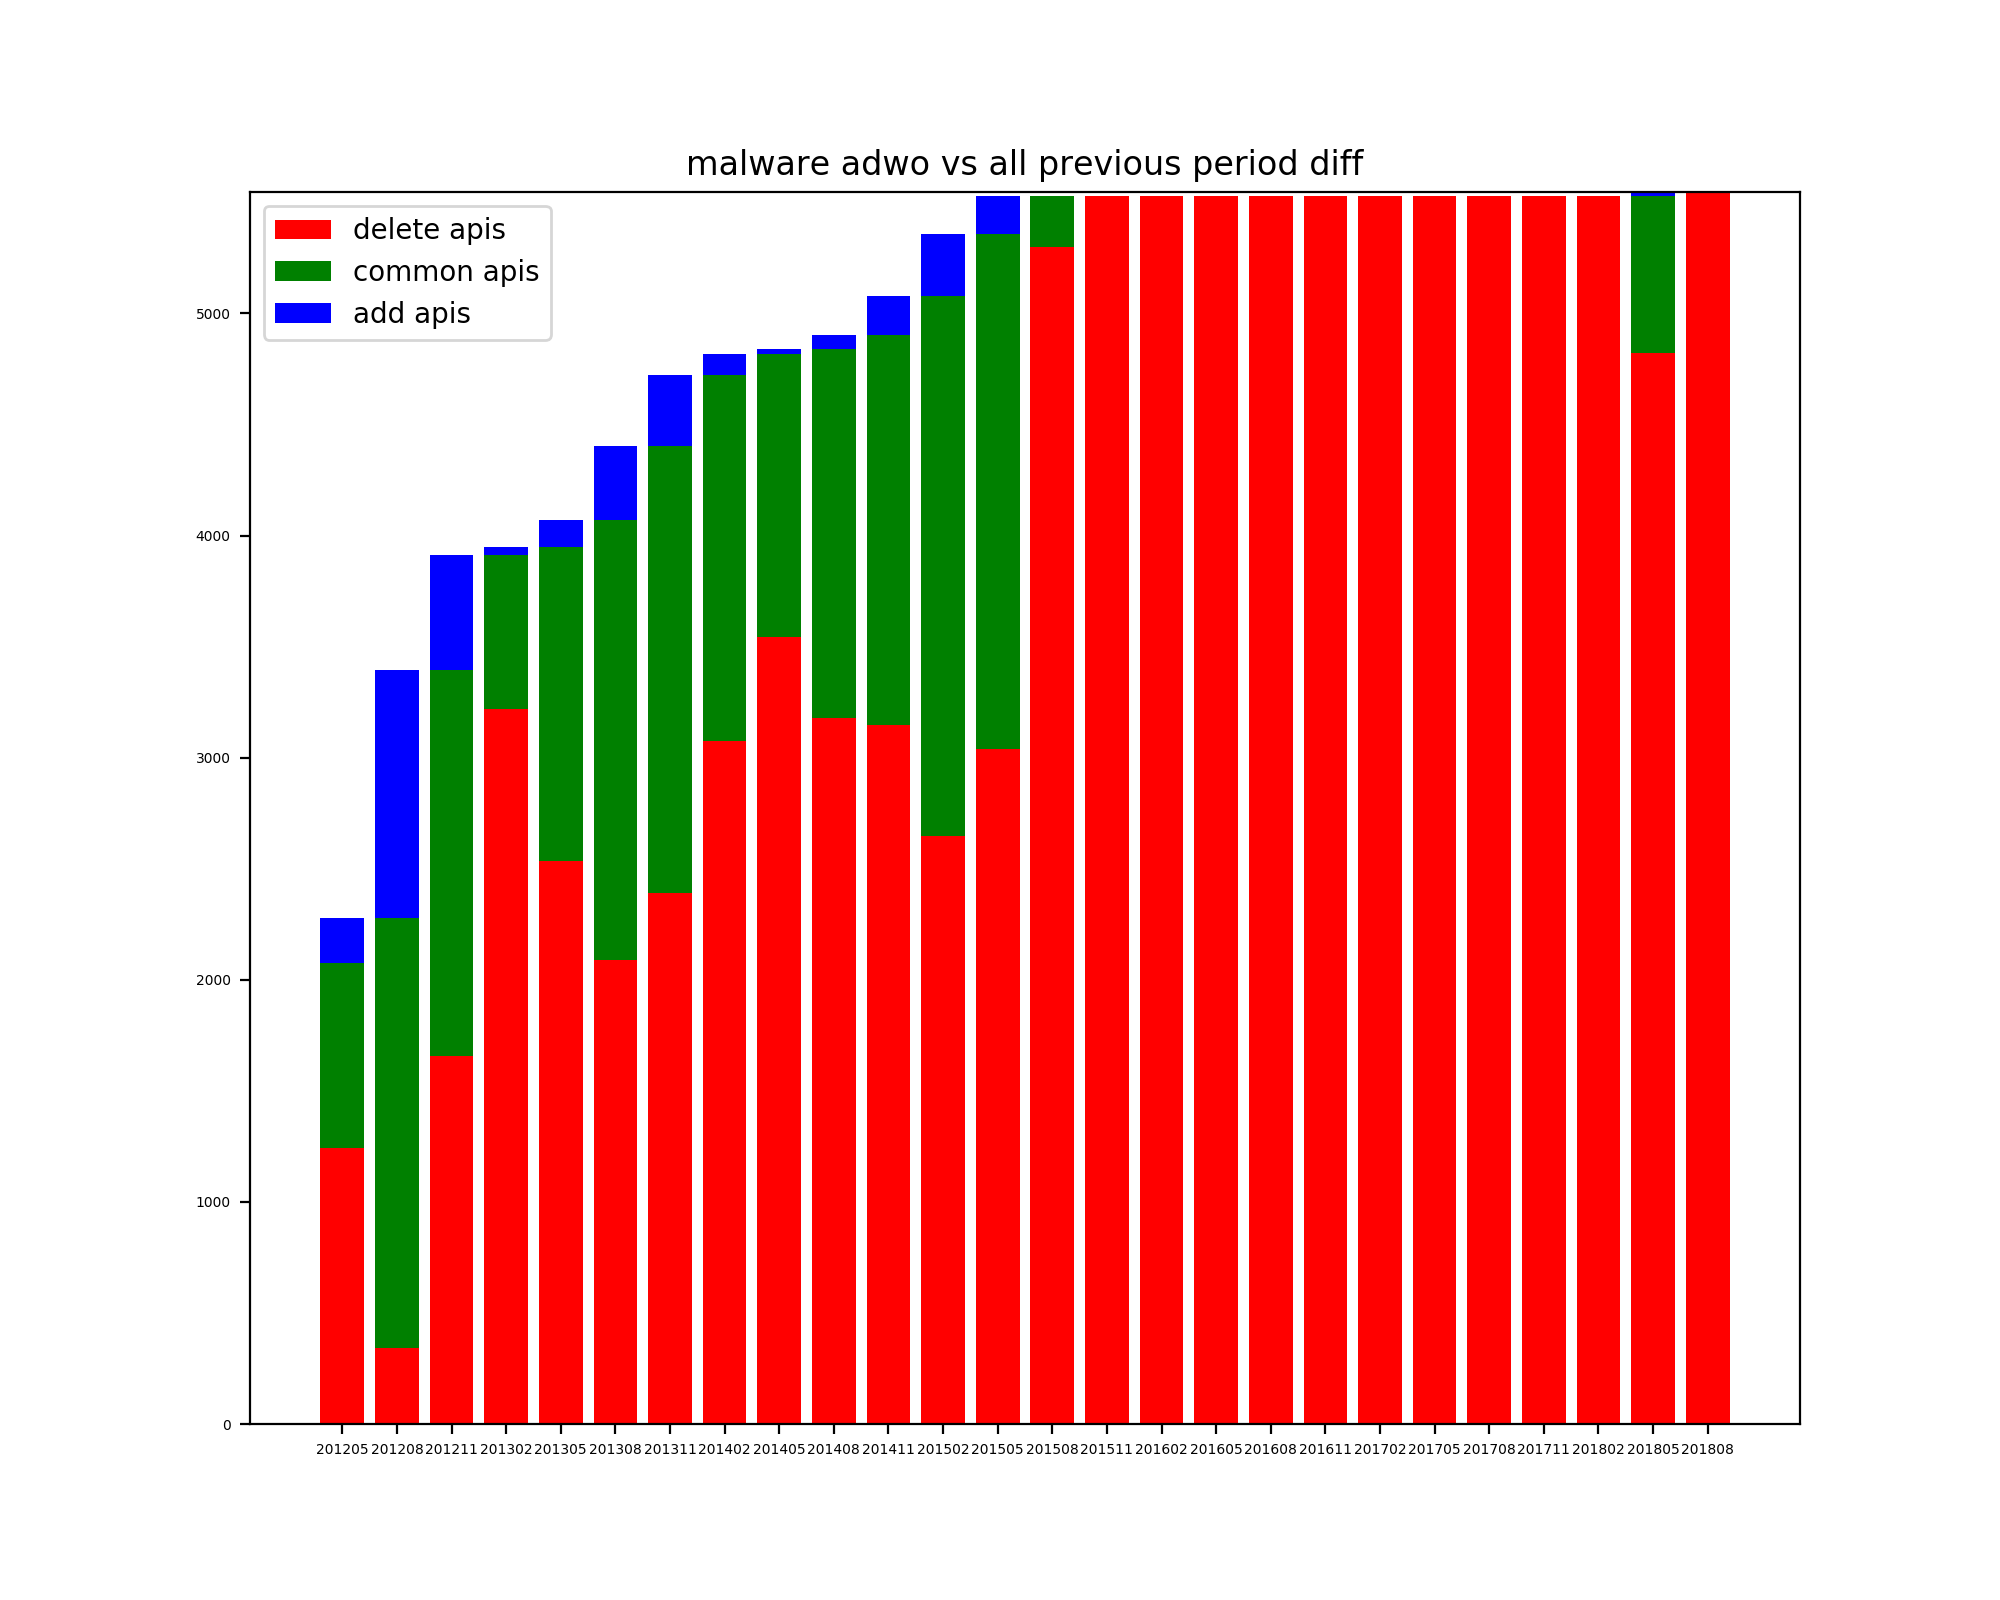 malware adwo vs all previous period diff
delete apis
common apis
add apis
5000
4000
3000
2000
1000
0
201205 201208 201211 201302 201305 201308 201311 201402 201405 201408 201411 201502 201505 201508 201511 201602 201605 201608 201611 201702 201705 201708 201711 201802 201805 201808